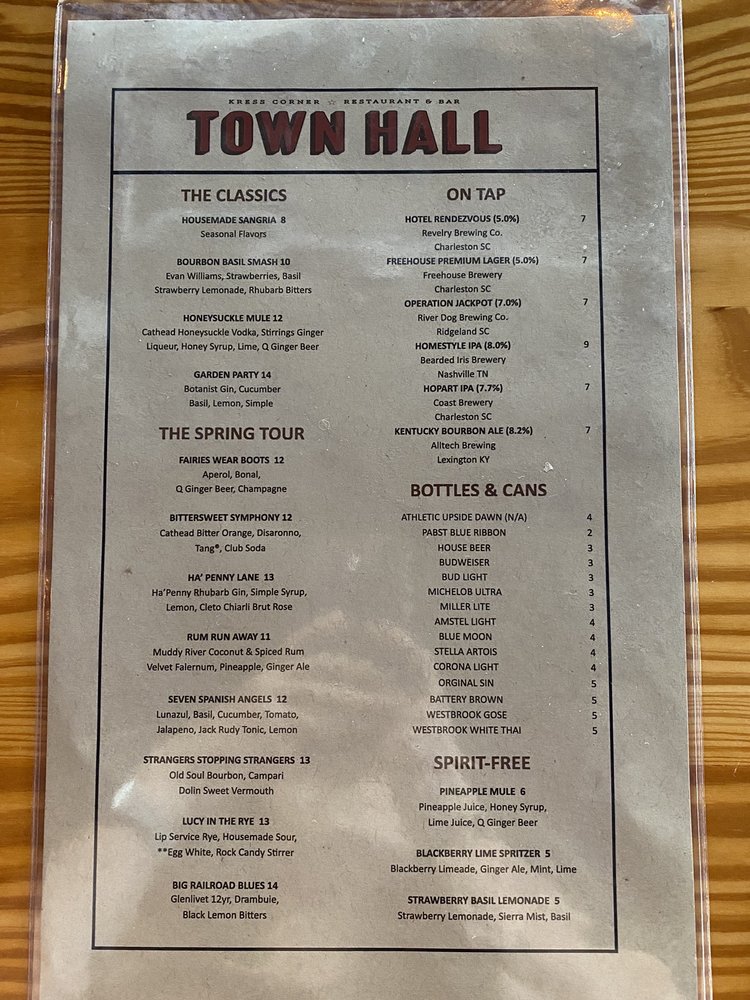 KRESS CORNER ☆ RESTAURANT & BAR
TOWN HALL
THE CLASSICS
HOUSEMADE SANGRIA 8
Seasonal Flavors
BOURBON BASIL SMASH 10
Evan Williams, Strawberries, Basil
Strawberry Lemonade, Rhubarb Bitters
HONEYSUCKLE MULE 12
Cathead Honeysuckle Vodka, Stirrings Ginger
Liqueur, Honey Syrup, Lime, Q Ginger Beer
GARDEN PARTY 14
Botanist Gin, Cucumber
Basil, Lemon, Simple
THE SPRING TOUR
FAIRIES WEAR BOOTS 12
Aperol, Bonal,
Q Ginger Beer, Champagne
BITTERSWEET SYMPHONY 12
Cathead Bitter Orange, Disaronno,
Tang®, Club Soda
HA' PENNY LANE 13
Ha'Penny Rhubarb Gin, Simple Syrup,
Lemon, Cleto Chiarli Brut Rose
RUM RUN AWAY 11
Muddy River Coconut & Spiced Rum
Velvet Falernum, Pineapple, Ginger Ale
SEVEN SPANISH ANGELS 12
Lunazul, Basil, Cucumber, Tomato,
Jalapeno, Jack Rudy Tonic, Lemon
STRANGERS STOPPING STRANGERS 13
Old Soul Bourbon, Campari
Dolin Sweet Vermouth
LUCY IN THE RYE 13
Lip Service Rye, Housemade Sour,
**Egg White, Rock Candy Stirrer
BIG RAILROAD BLUES 14
Glenlivet 12yr, Drambuie,
Black Lemon Bitters
ON TAP
HOTEL RENDEZVOUS (5.0%) 7
Revelry Brewing Co.
Charleston SC
FREEHOUSE PREMIUM LAGER (5.0%) 7
Freehouse Brewery
Charleston SC
OPERATION JACKPOT (7.0%) 7
River Dog Brewing Co.
Ridgeland SC
HOMESTYLE IPA (8.0%) 9
Bearded Iris Brewery
Nashville TN
HOPART IPA (7.7%) 7
Coast Brewery
Charleston SC
KENTUCKY BOURBON ALE (8.2%) 7
Alltech Brewing
Lexington KY
BOTTLES & CANS
ATHLETIC UPSIDE DAWN (N/A) 4
PABST BLUE RIBBON 2
HOUSE BEER 3
BUDWEISER 3
BUD LIGHT 3
MICHELOB ULTRA 3
MILLER LITE 3
AMSTEL LIGHT 4
BLUE MOON 4
STELLA ARTOIS 4
CORONA LIGHT 4
ORGINAL SIN 5
BATTERY BROWN 5
WESTBROOK GOSE 5
WESTBROOK WHITE THAI 5
SPIRIT-FREE
PINEAPPLE MULE 6
Pineapple Juice, Honey Syrup,
Lime Juice, Q Ginger Beer
BLACKBERRY LIME SPRITZER 5
Blackberry Limeade, Ginger Ale, Mint, Lime
STRAWBERRY BASIL LEMONADE 5
Strawberry Lemonade, Sierra Mist, Basil